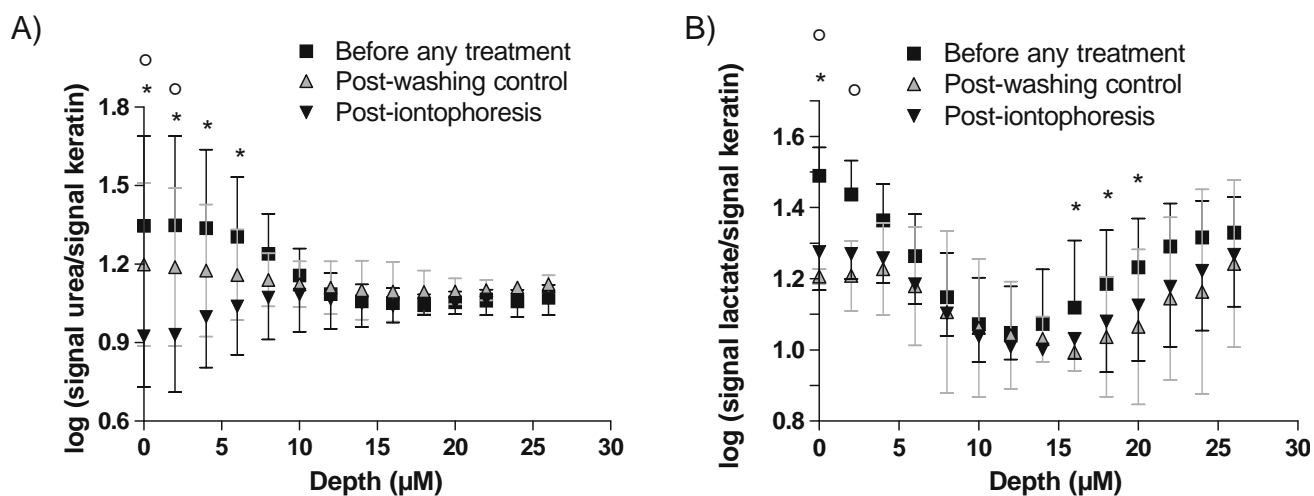 A)
Before any treatment
Post-washing control
Post-iontophoresis
log (signal urea/signal keratin)
1.8
1.5
1.2
0.9
0.6
0 5 10 15 20 25 30
Depth (µM)
B)
Before any treatment
Post-washing control
Post-iontophoresis
log (signal lactate/signal keratin)
1.6
1.4
1.2
1.0
0.8
0 5 10 15 20 25 30
Depth (µM)